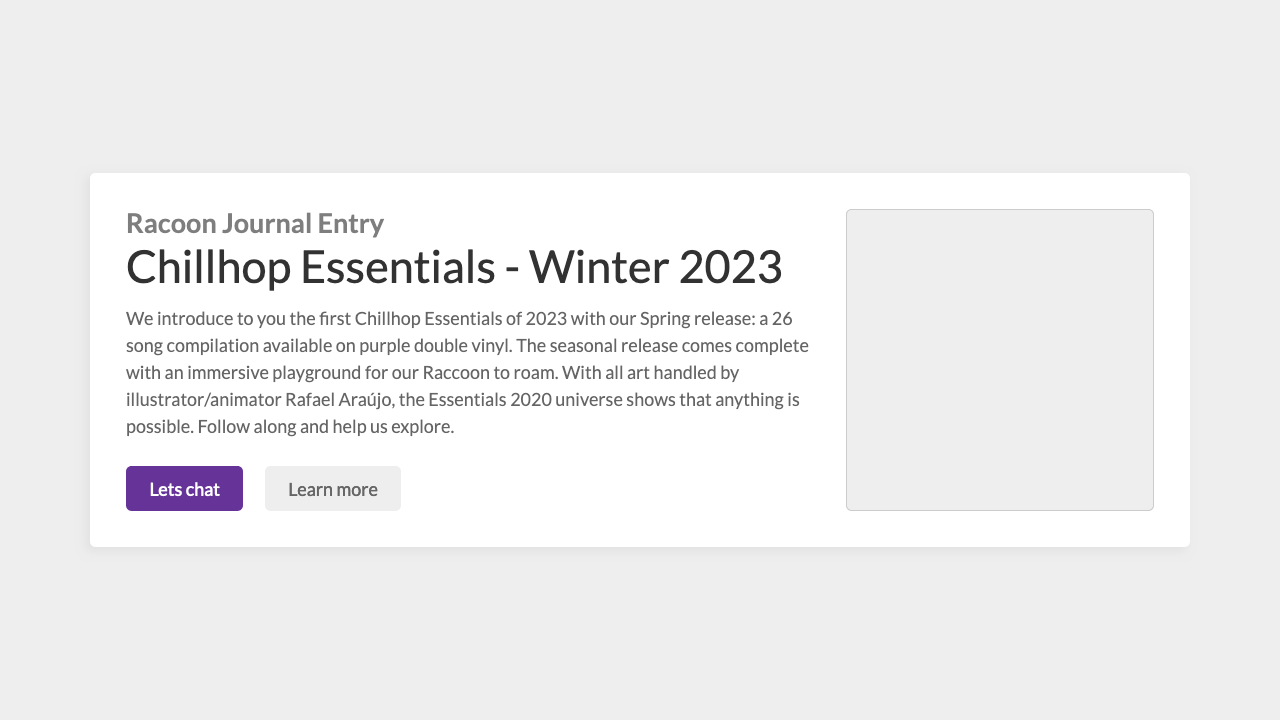 Racoon Journal Entry
Chillhop Essentials - Winter 2023
We introduce to you the first Chillhop Essentials of 2023 with our Spring release: a 26
song compilation available on purple double vinyl. The seasonal release comes complete
with an immersive playground for our Raccoon to roam. With all art handled by
illustrator/animator Rafael Araújo, the Essentials 2020 universe shows that anything is
possible. Follow along and help us explore.
Lets chat
Learn more